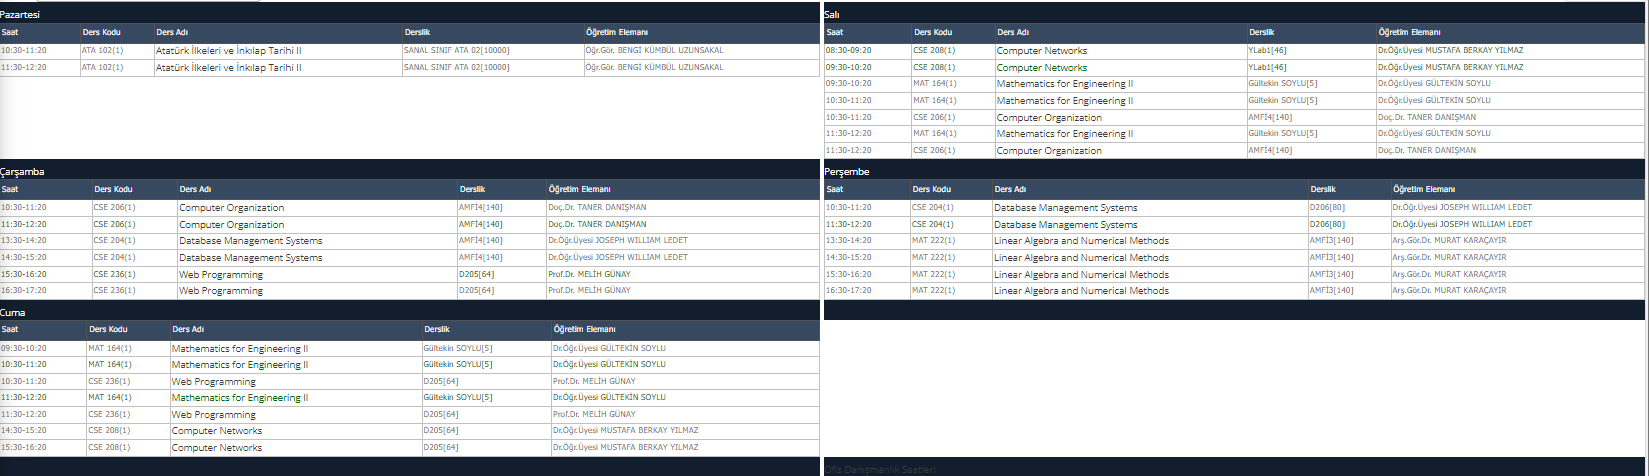 Pazartesi
Saat Ders Kodu Ders Adı Derslik Öğretim Elemanı
10:30-11:20 ATA 102(1) Atatürk İlkeleri ve İnkılap Tarihi II SANAL SINIF ATA 02[10000] Öğr.Gör. BENGİ KÜMBÜL UZUNSAKAL
11:30-12:20 ATA 102(1) Atatürk İlkeleri ve İnkılap Tarihi II SANAL SINIF ATA 02[10000] Öğr.Gör. BENGİ KÜMBÜL UZUNSAKAL
Salı
Saat Ders Kodu Ders Adı Derslik Öğretim Elemanı
08:30-09:20 CSE 208(1) Computer Networks YLab1[46] Dr.Öğr.Üyesi MUSTAFA BERKAY YILMAZ
09:30-10:20 CSE 208(1) Computer Networks YLab1[46] Dr.Öğr.Üyesi MUSTAFA BERKAY YILMAZ
09:30-10:20 MAT 164(1) Mathematics for Engineering II Gültekin SOYLU[5] Dr.Öğr.Üyesi GÜLTEKİN SOYLU
10:30-11:20 MAT 164(1) Mathematics for Engineering II Gültekin SOYLU[5] Dr.Öğr.Üyesi GÜLTEKİN SOYLU
10:30-11:20 CSE 206(1) Computer Organization AMFİ4[140] Doç.Dr. TANER DANIŞMAN
11:30-12:20 MAT 164(1) Mathematics for Engineering II Gültekin SOYLU[5] Dr.Öğr.Üyesi GÜLTEKİN SOYLU
11:30-12:20 CSE 206(1) Computer Organization AMFİ4[140] Doç.Dr. TANER DANIŞMAN
Çarşamba
Saat Ders Kodu Ders Adı Derslik Öğretim Elemanı
10:30-11:20 CSE 206(1) Computer Organization AMFİ4[140] Doç.Dr. TANER DANIŞMAN
11:30-12:20 CSE 206(1) Computer Organization AMFİ4[140] Doç.Dr. TANER DANIŞMAN
13:30-14:20 CSE 204(1) Database Management Systems AMFİ4[140] Dr.Öğr.Üyesi JOSEPH WILLIAM LEDET
14:30-15:20 CSE 204(1) Database Management Systems AMFİ4[140] Dr.Öğr.Üyesi JOSEPH WILLIAM LEDET
15:30-16:20 CSE 236(1) Web Programming D205[64] Prof.Dr. MELİH GÜNAY
16:30-17:20 CSE 236(1) Web Programming D205[64] Prof.Dr. MELİH GÜNAY
Perşembe
Saat Ders Kodu Ders Adı Derslik Öğretim Elemanı
10:30-11:20 CSE 204(1) Database Management Systems D206[80] Dr.Öğr.Üyesi JOSEPH WILLIAM LEDET
11:30-12:20 CSE 204(1) Database Management Systems D206[80] Dr.Öğr.Üyesi JOSEPH WILLIAM LEDET
13:30-14:20 MAT 222(1) Linear Algebra and Numerical Methods AMFİ3[140] Arş.Gör.Dr. MURAT KARAÇAYIR
14:30-15:20 MAT 222(1) Linear Algebra and Numerical Methods AMFİ3[140] Arş.Gör.Dr. MURAT KARAÇAYIR
15:30-16:20 MAT 222(1) Linear Algebra and Numerical Methods AMFİ3[140] Arş.Gör.Dr. MURAT KARAÇAYIR
16:30-17:20 MAT 222(1) Linear Algebra and Numerical Methods AMFİ3[140] Arş.Gör.Dr. MURAT KARAÇAYIR
Cuma
Saat Ders Kodu Ders Adı Derslik Öğretim Elemanı
09:30-10:20 MAT 164(1) Mathematics for Engineering II Gültekin SOYLU[5] Dr.Öğr.Üyesi GÜLTEKİN SOYLU
10:30-11:20 MAT 164(1) Mathematics for Engineering II Gültekin SOYLU[5] Dr.Öğr.Üyesi GÜLTEKİN SOYLU
10:30-11:20 CSE 236(1) Web Programming D205[64] Prof.Dr. MELİH GÜNAY
11:30-12:20 MAT 164(1) Mathematics for Engineering II Gültekin SOYLU[5] Dr.Öğr.Üyesi GÜLTEKİN SOYLU
11:30-12:20 CSE 236(1) Web Programming D205[64] Prof.Dr. MELİH GÜNAY
14:30-15:20 CSE 208(1) Computer Networks D205[64] Dr.Öğr.Üyesi MUSTAFA BERKAY YILMAZ
15:30-16:20 CSE 208(1) Computer Networks D205[64] Dr.Öğr.Üyesi MUSTAFA BERKAY YILMAZ
Ofis Danışmanlık Saatleri